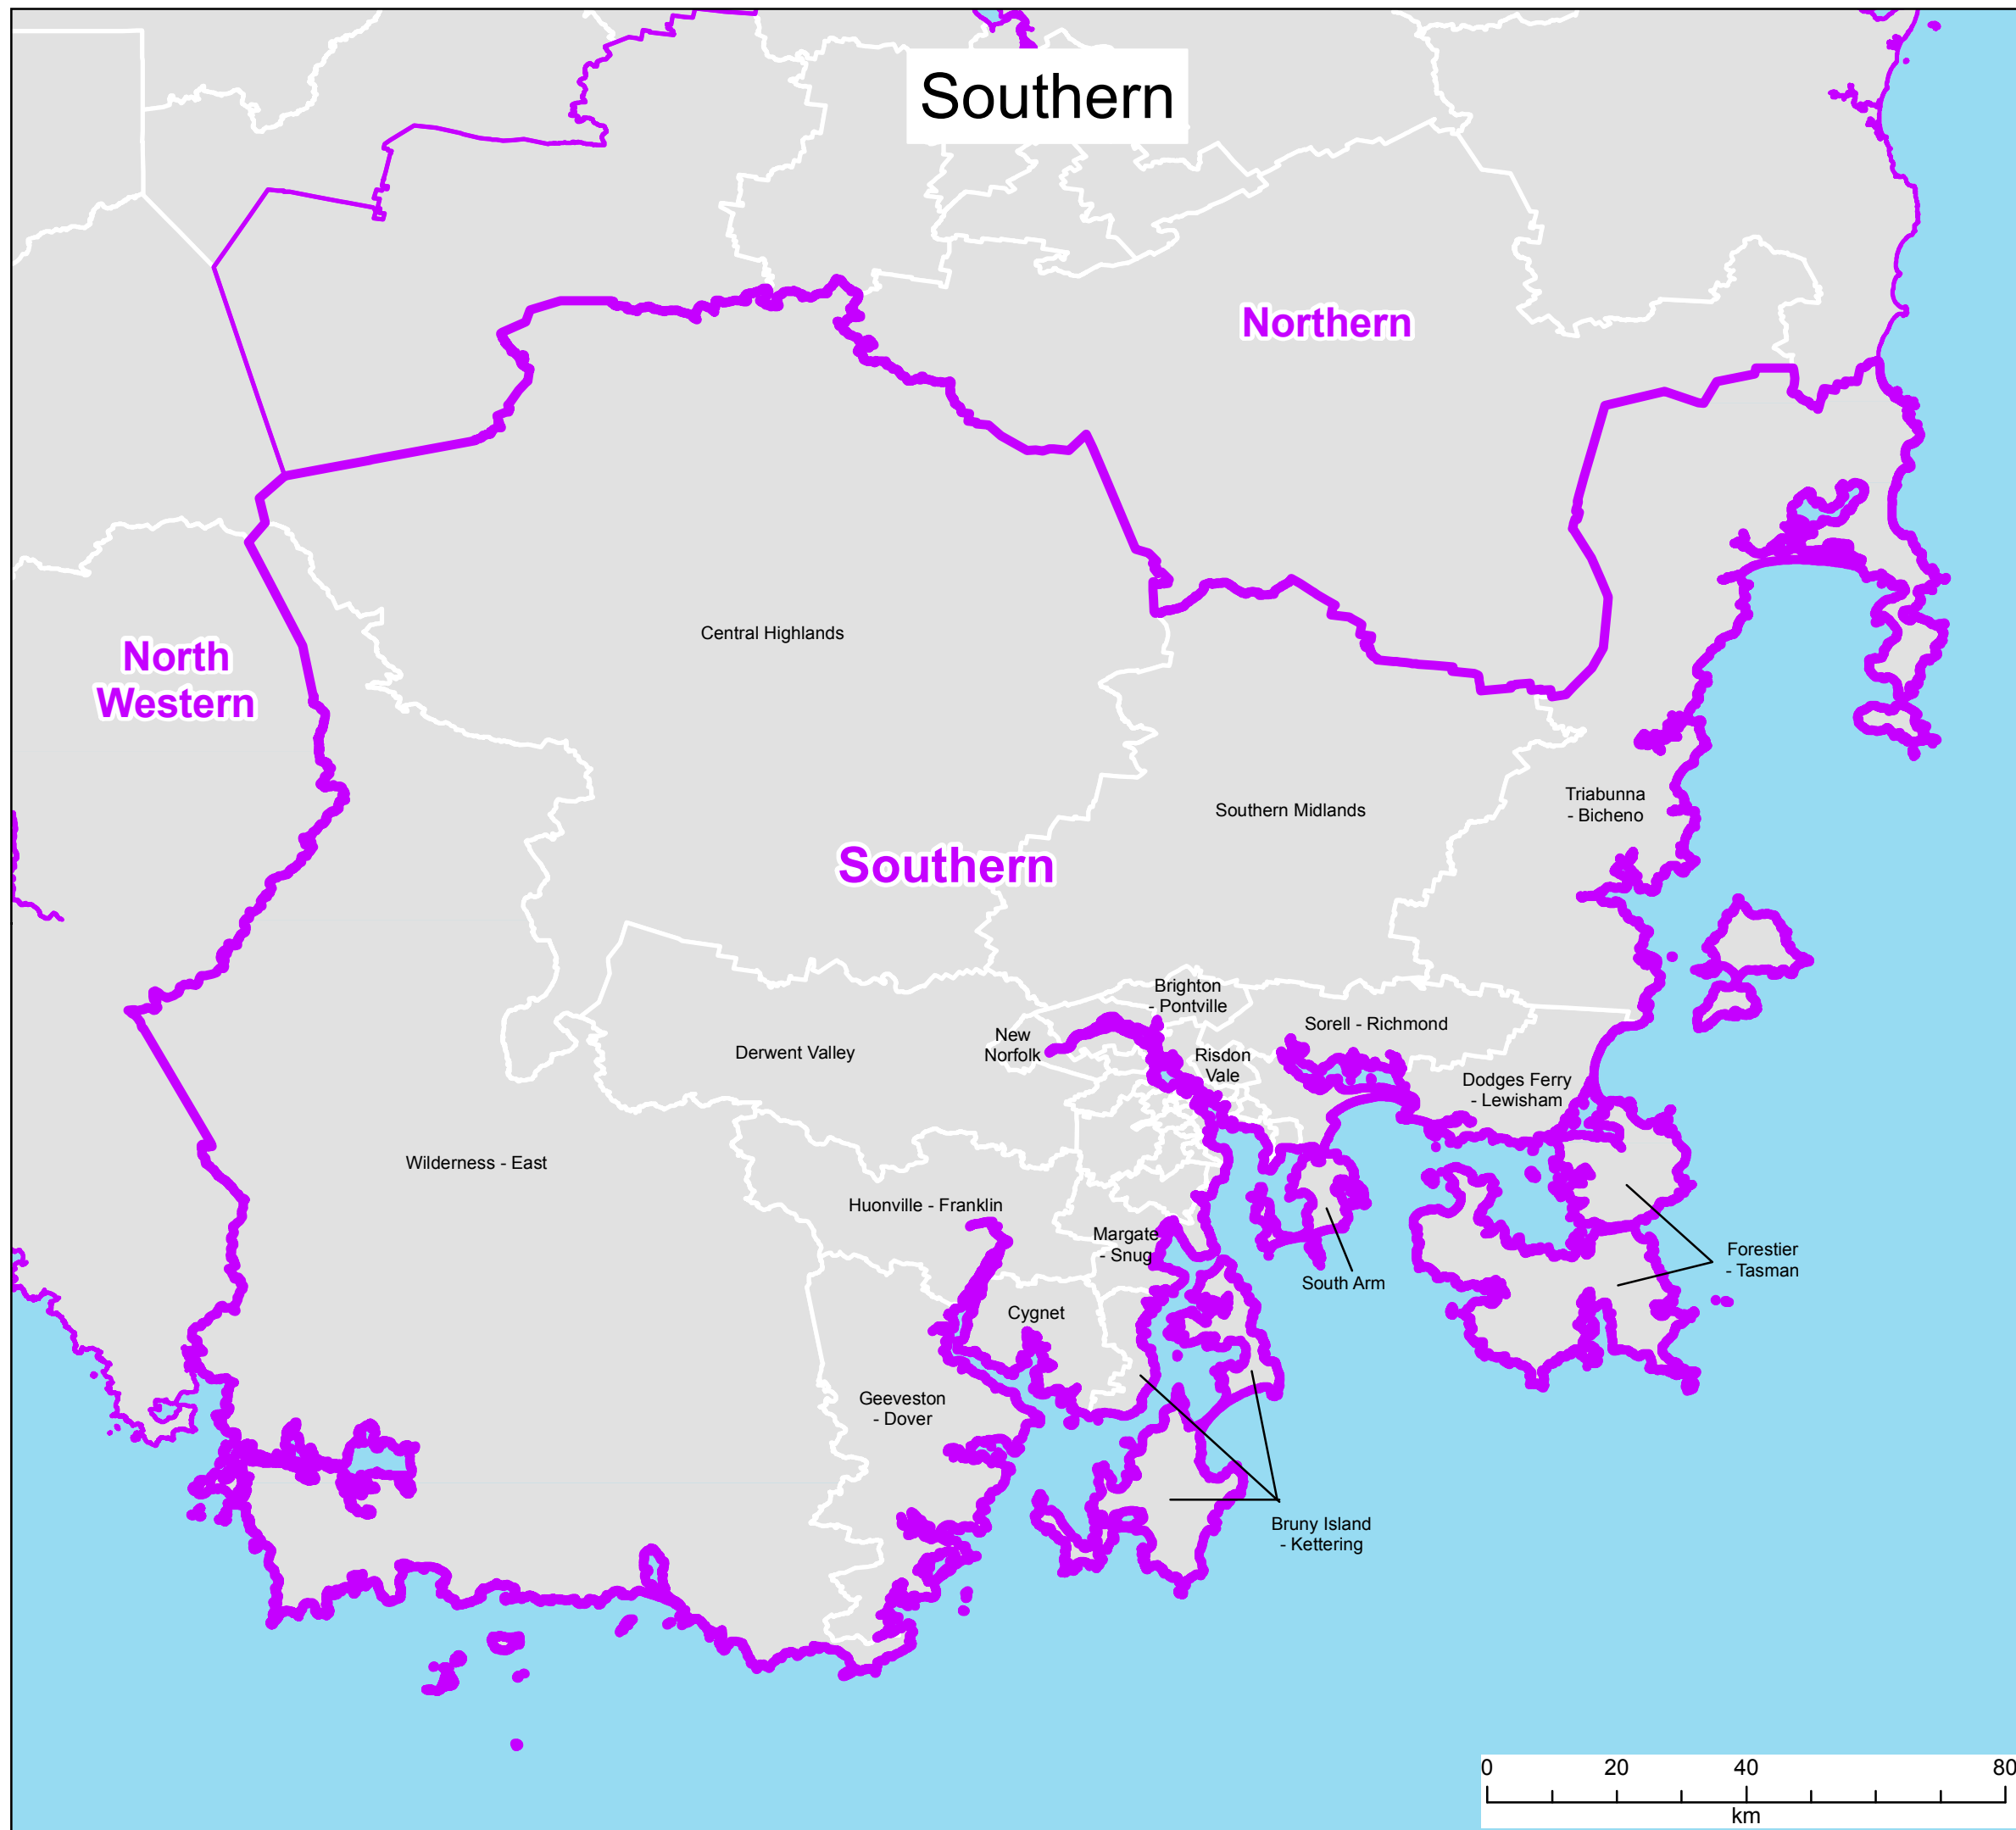 Southern
Northern
Central Highlands
North
Western
Triabunna
- Bicheno
Southern Midlands
Southern
Brighton
- Pontville
Sorell - Richmond
New
Norfolk
Derwent Valley
Risdon
Vale
Dodges Ferry
- Lewisham
Wilderness - East
Huonville - Franklin
Margate
- Snug
Forestier
- Tasman
South Arm
Cygnet
Geeveston
- Dover
Bruny Island
- Kettering
0 20 40 80
km